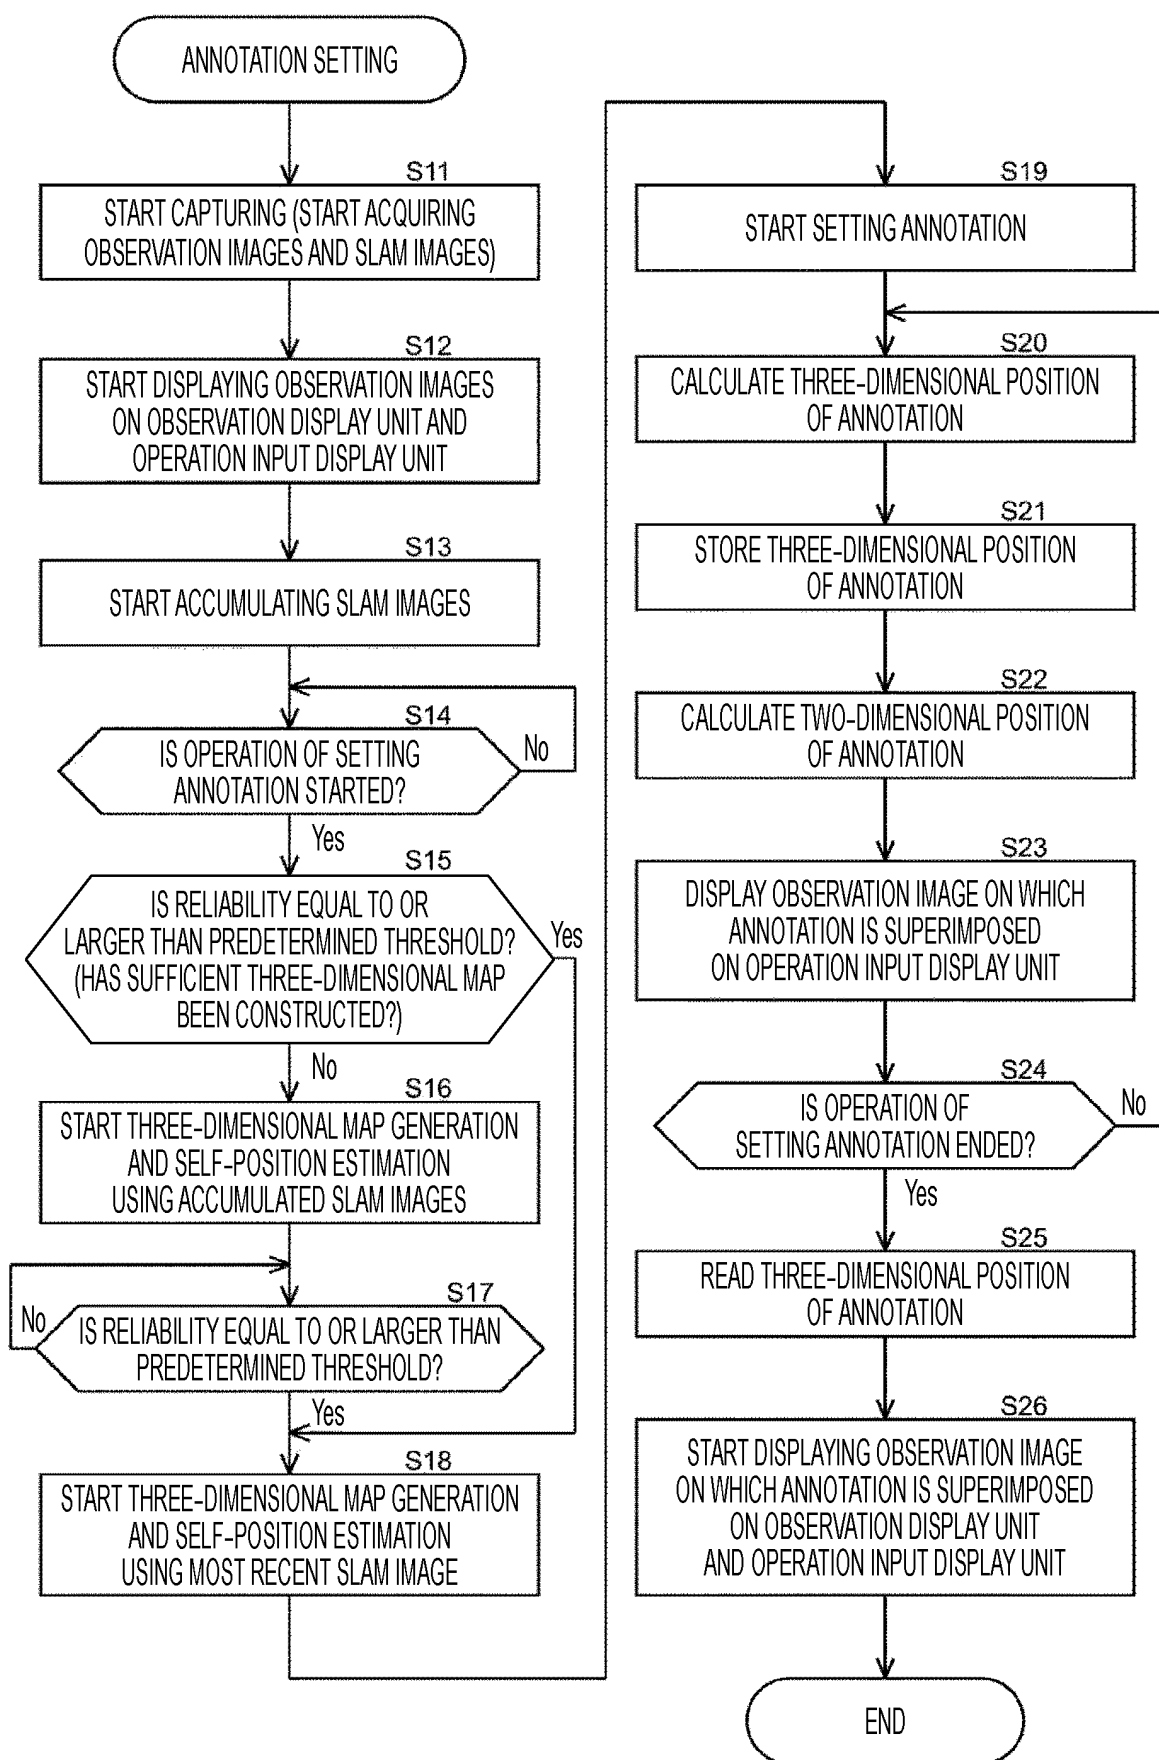 ANNOTATION SETTING
S11
START CAPTURING (START ACQUIRING
OBSERVATION IMAGES AND SLAM IMAGES)
S12
START DISPLAYING OBSERVATION IMAGES
ON OBSERVATION DISPLAY UNIT AND
OPERATION INPUT DISPLAY UNIT
S13
START ACCUMULATING SLAM IMAGES
S14
IS OPERATION OF SETTING
ANNOTATION STARTED?
No
Yes
S15
IS RELIABILITY EQUAL TO OR
LARGER THAN PREDETERMINED THRESHOLD?
(HAS SUFFICIENT THREE-DIMENSIONAL MAP
BEEN CONSTRUCTED?)
Yes
No
S16
START THREE-DIMENSIONAL MAP GENERATION
AND SELF-POSITION ESTIMATION
USING ACCUMULATED SLAM IMAGES
S17
No
IS RELIABILITY EQUAL TO OR LARGER THAN
PREDETERMINED THRESHOLD?
Yes
S18
START THREE-DIMENSIONAL MAP GENERATION
AND SELF-POSITION ESTIMATION
USING MOST RECENT SLAM IMAGE
S19
START SETTING ANNOTATION
S20
CALCULATE THREE-DIMENSIONAL POSITION
OF ANNOTATION
S21
STORE THREE-DIMENSIONAL POSITION
OF ANNOTATION
S22
CALCULATE TWO-DIMENSIONAL POSITION
OF ANNOTATION
S23
DISPLAY OBSERVATION IMAGE ON WHICH
ANNOTATION IS SUPERIMPOSED
ON OPERATION INPUT DISPLAY UNIT
S24
IS OPERATION OF
SETTING ANNOTATION ENDED?
No
Yes
S25
READ THREE-DIMENSIONAL POSITION
OF ANNOTATION
S26
START DISPLAYING OBSERVATION IMAGE
ON WHICH ANNOTATION IS SUPERIMPOSED
ON OBSERVATION DISPLAY UNIT
AND OPERATION INPUT DISPLAY UNIT
END